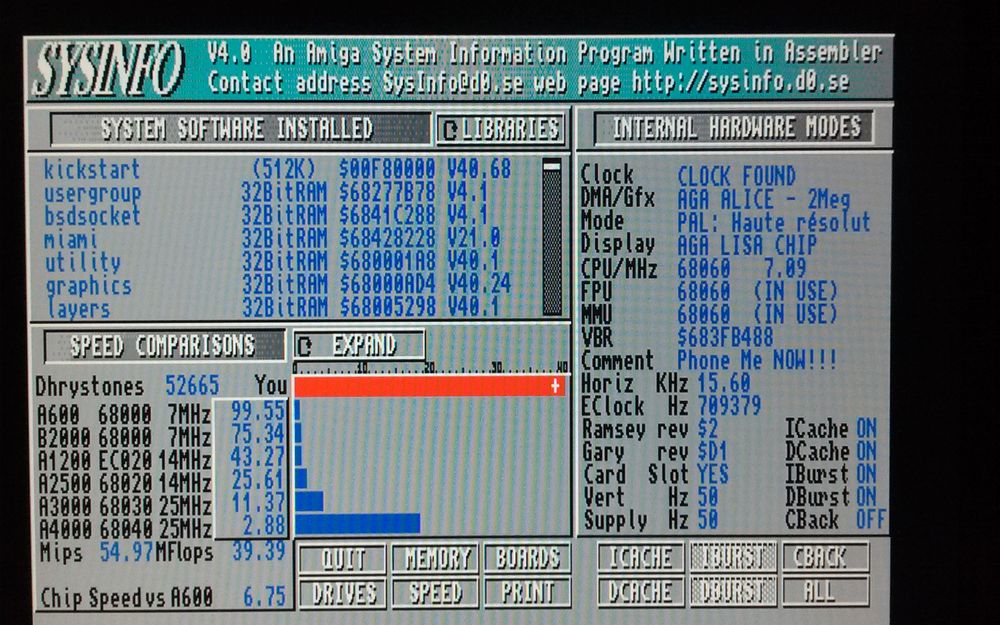 SYSINFO V4.0 An Amiga System Information Program Written in Assembler
Contact address SysInfo@d0.se web page http://sysinfo.d0.se
SYSTEM SOFTWARE INSTALLED LIBRARIES
kickstart (512K) $00F80000 V40.68
usergroup 32BitRAM $68277B78 V4.1
bsdsocket 32BitRAM $6841C288 V4.1
miami 32BitRAM $68428228 V21.0
utility 32BitRAM $680001A8 V40.1
graphics 32BitRAM $68000AD4 V40.24
layers 32BitRAM $68005298 V40.1
INTERNAL HARDWARE MODES
Clock CLOCK FOUND
DMA/Gfx AGA ALICE - 2Meg
Mode PAL: Haute résolut
Display AGA LISA CHIP
CPU/MHz 68060 7.09
FPU 68060 (IN USE)
MMU 68060 (IN USE)
VBR $683FB488
Comment Phone Me NOW!!!
Horiz KHz 15.60
EClock Hz 709379
Ramsey rev $2 ICache ON
Gary rev $D1 DCache ON
Card Slot YES IBurst ON
Vert Hz 50 DBurst ON
Supply Hz 50 CBack OFF
SPEED COMPARISONS EXPAND
0 10 20 30 40
Dhrystones 52665 You
A600 68000 7MHz 99.55
B2000 68000 7MHz 75.34
A1200 EC020 14MHz 43.27
A2500 68020 14MHz 25.61
A3000 68030 25MHz 11.37
A4000 68040 25MHz 2.88
Mips 54.97 MFlops 39.39
Chip Speed vs A600 6.75
QUIT MEMORY BOARDS
DRIVES SPEED PRINT
ICACHE IBURST CBACK
DCACHE DBURST ALL